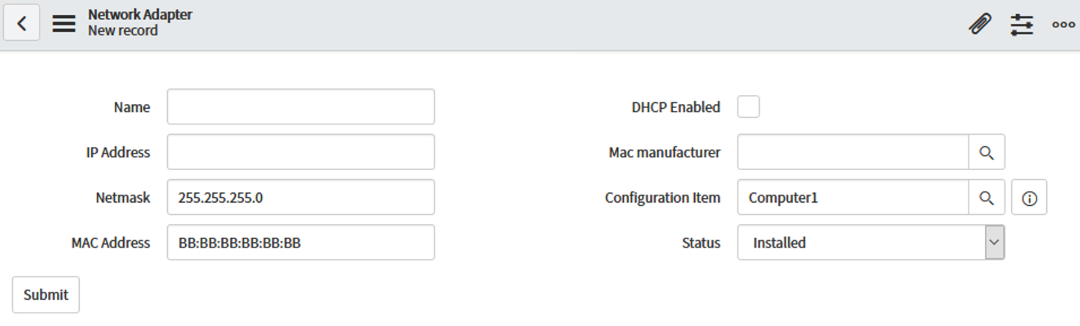 Network Adapter
New record
Name
DHCP Enabled
IP Address
Mac manufacturer
Netmask 255.255.255.0
Configuration Item Computer1
MAC Address BB:BB:BB:BB:BB:BB
Status Installed
Submit